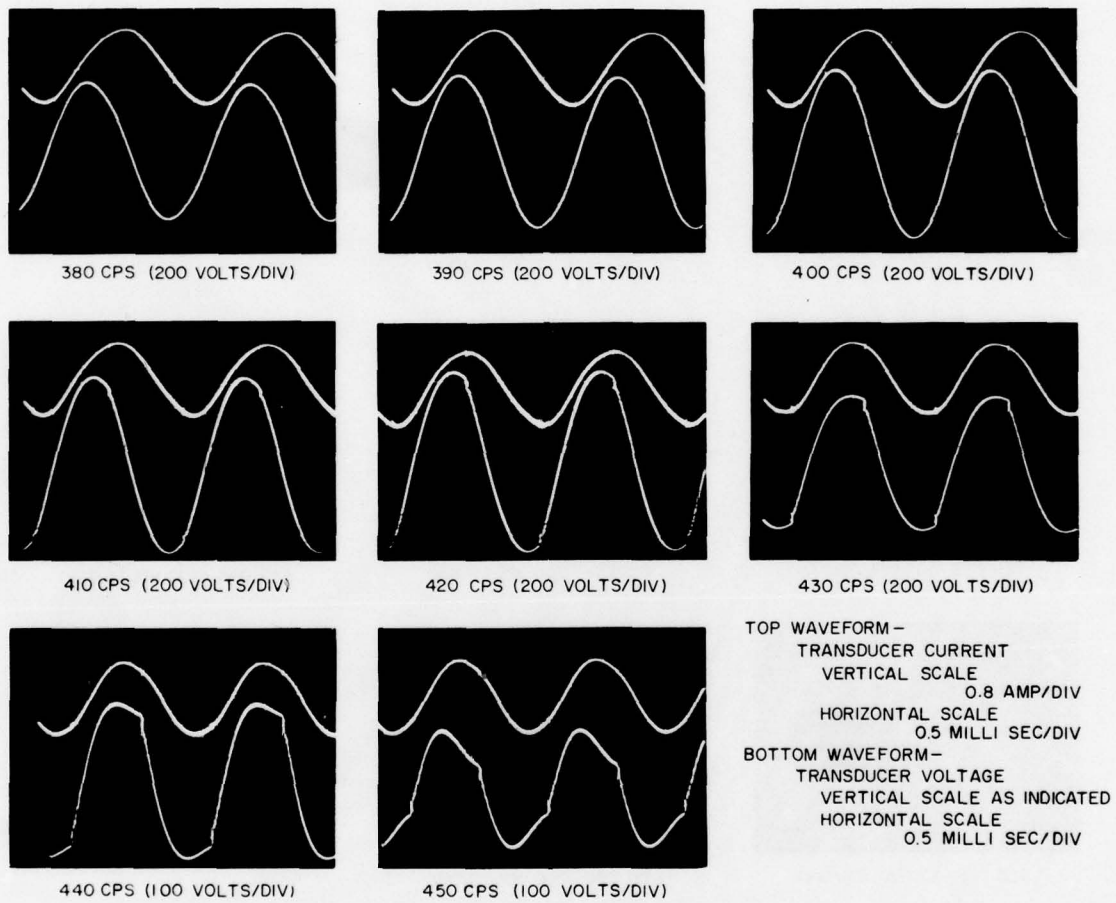 380 CPS (200 VOLTS/DIV)
390 CPS (200 VOLTS/DIV)
400 CPS (200 VOLTS/DIV)
410 CPS (200 VOLTS/DIV)
420 CPS (200 VOLTS/DIV)
430 CPS (200 VOLTS/DIV)
440 CPS (100 VOLTS/DIV)
450 CPS (100 VOLTS/DIV)
TOP WAVEFORM-
TRANSDUCER CURRENT
VERTICAL SCALE
0.8 AMP/DIV
HORIZONTAL SCALE
0.5 MILLI SEC/DIV
BOTTOM WAVEFORM-
TRANSDUCER VOLTAGE
VERTICAL SCALE AS INDICATED
HORIZONTAL SCALE
0.5 MILLI SEC/DIV